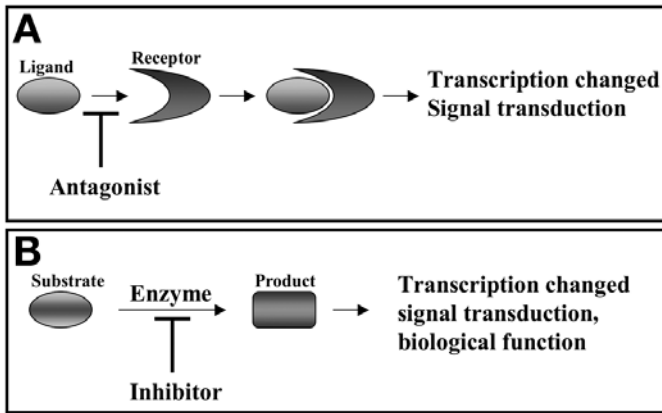 A
Ligand
Receptor
Transcription changed
Signal transduction
Antagonist
B
Substrate
Enzyme
Product
Transcription changed
signal transduction,
biological function
Inhibitor